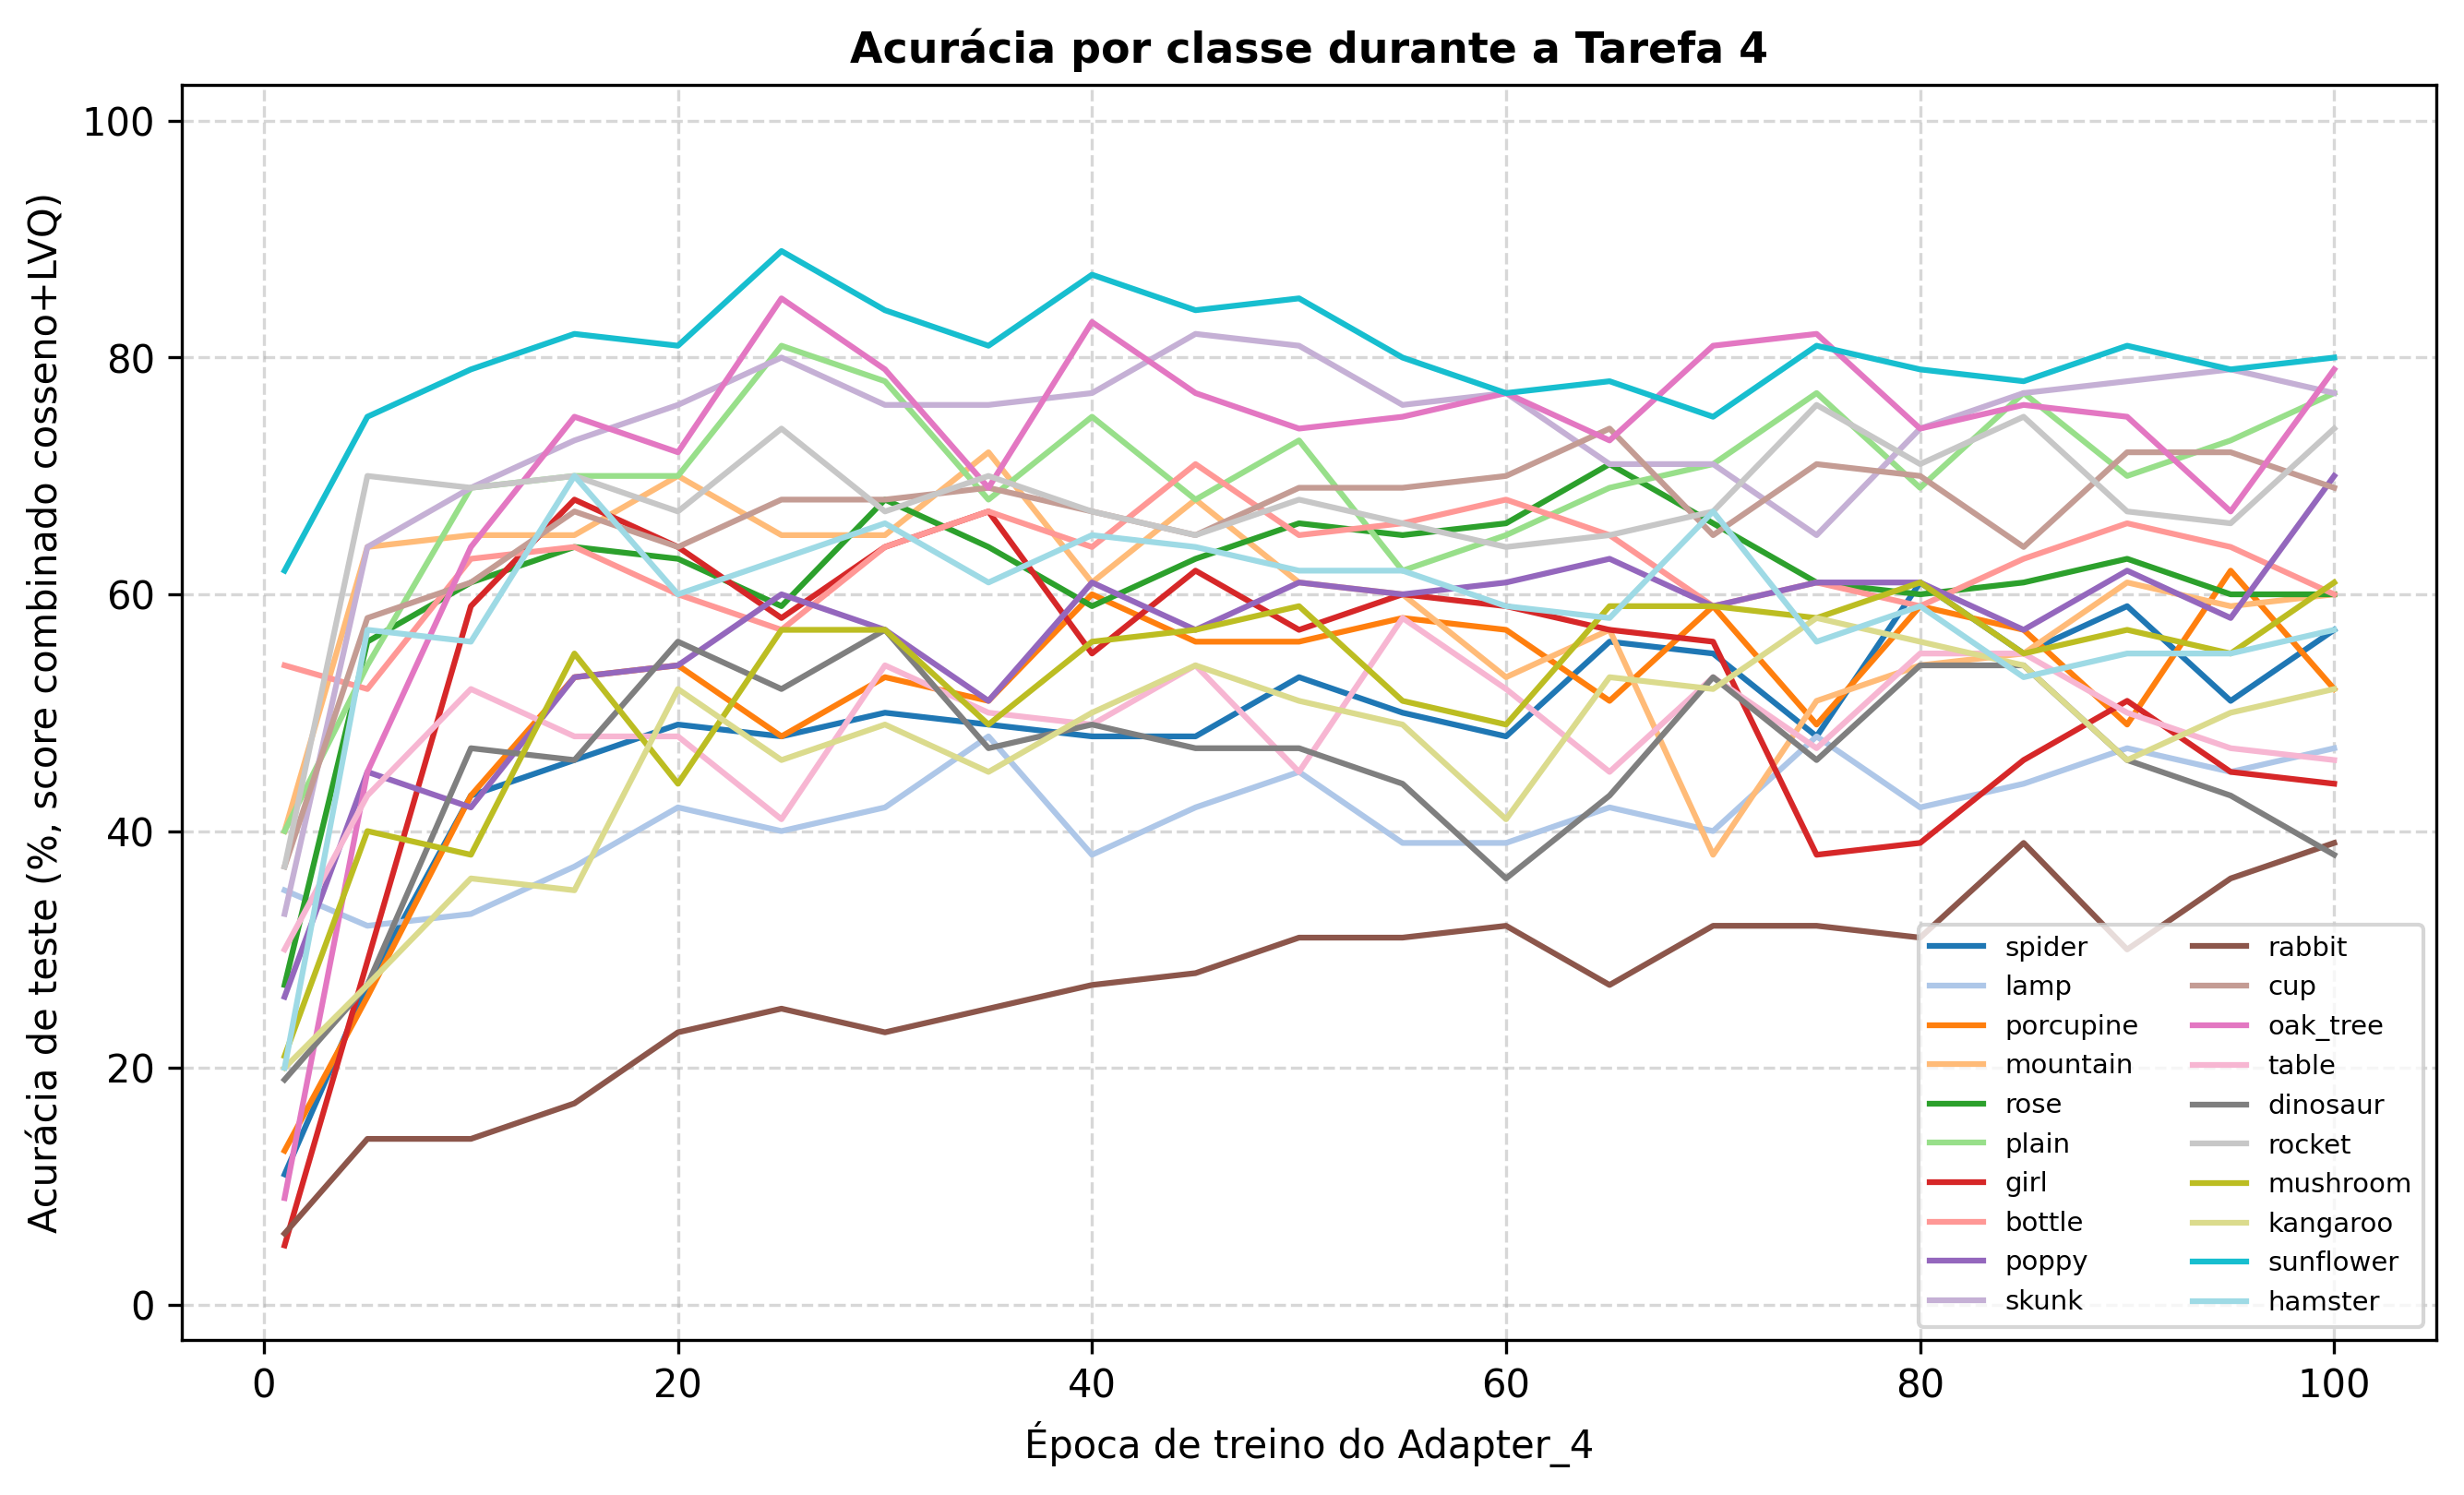 Acurácia por classe durante a Tarefa 4
Acurácia de teste (%, score combinado cosseno+LVQ)
100
80
60
40
20
0
0
20
40
60
80
100
Época de treino do Adapter_4
spider
lamp
porcupine
mountain
rose
plain
girl
bottle
poppy
skunk
rabbit
cup
oak_tree
table
dinosaur
rocket
mushroom
kangaroo
sunflower
hamster